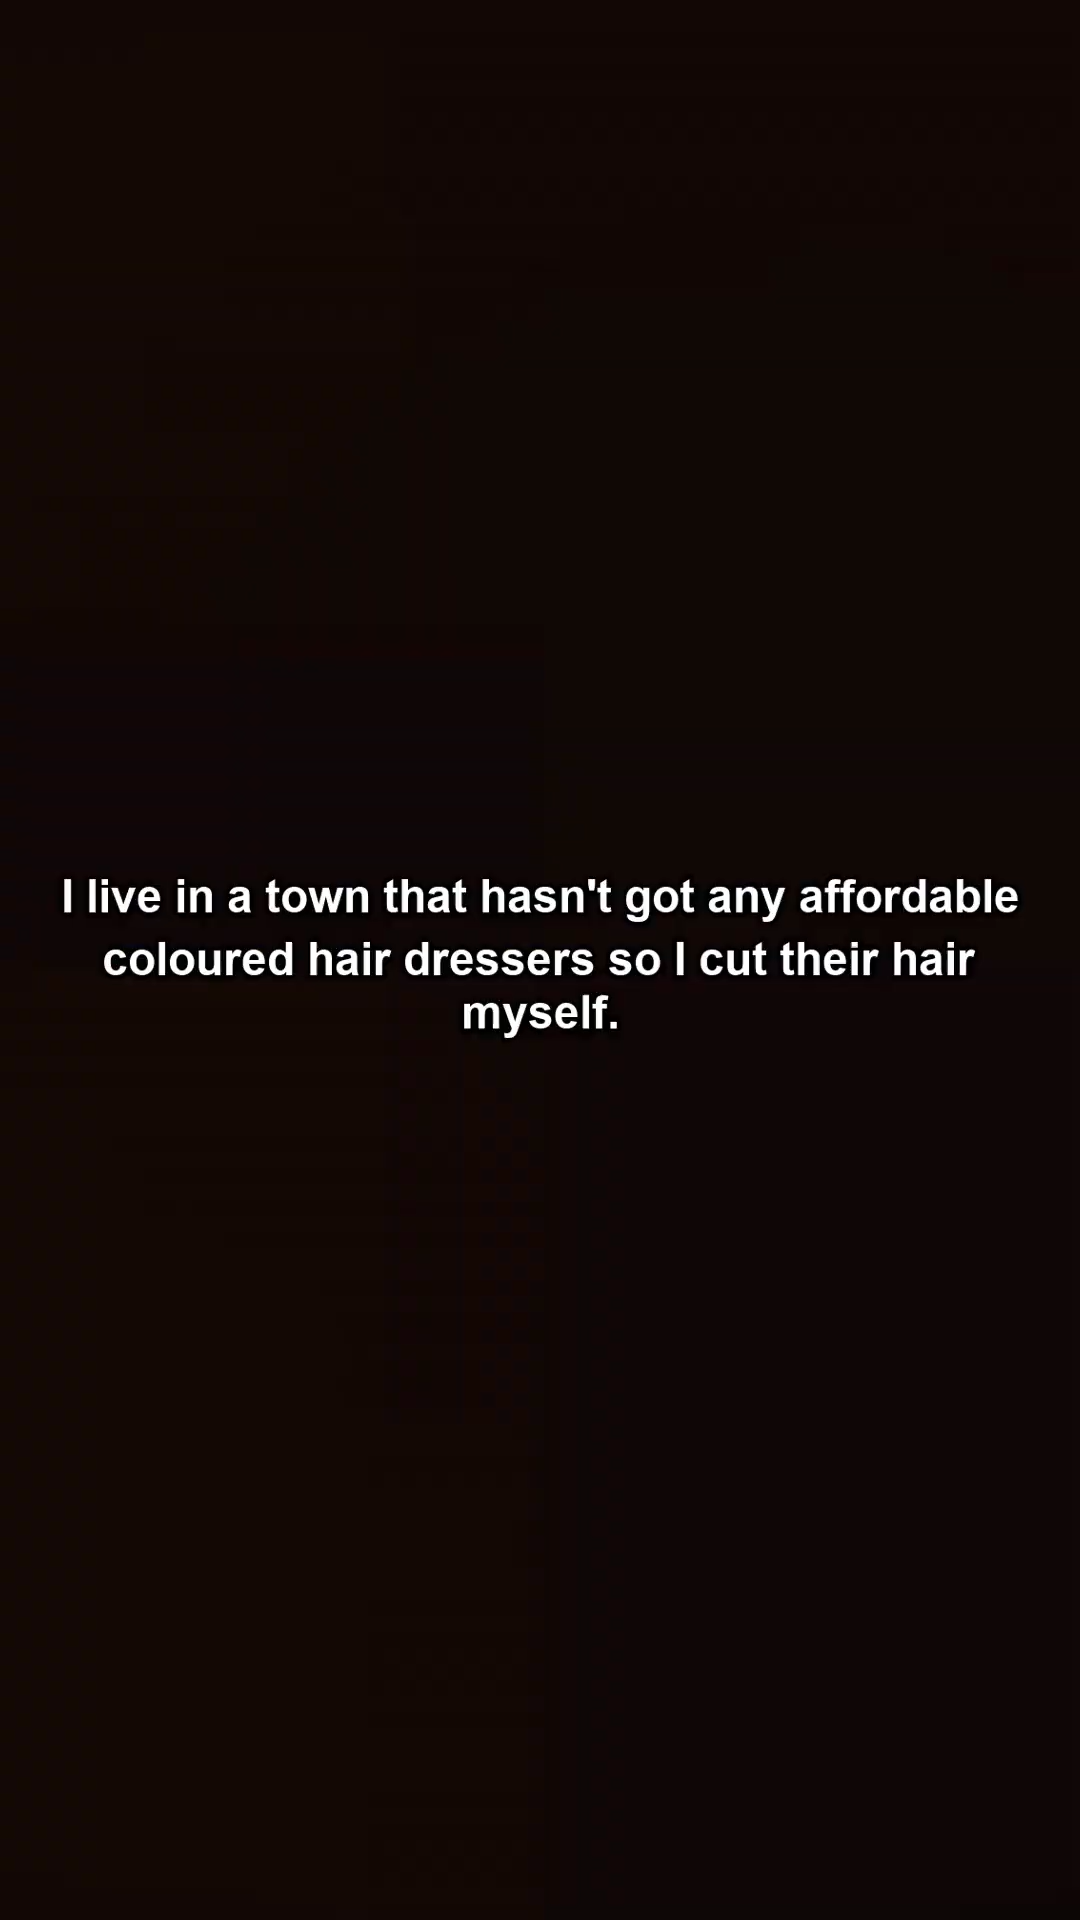 I live in a town that hasn't got any affordable
coloured hair dressers so I cut their hair
myself.